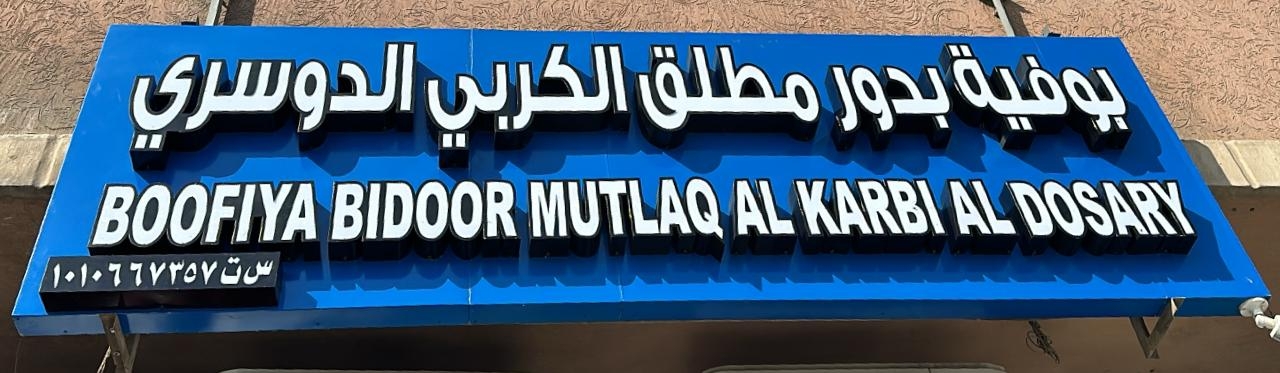 بوفية بدور مطلق الكربي الدوسري
BOOFIYA BIDOOR MUTLAQ AL KARBI AL DOSARY
س ت ١٠١٠٦٦٧٣٥٧